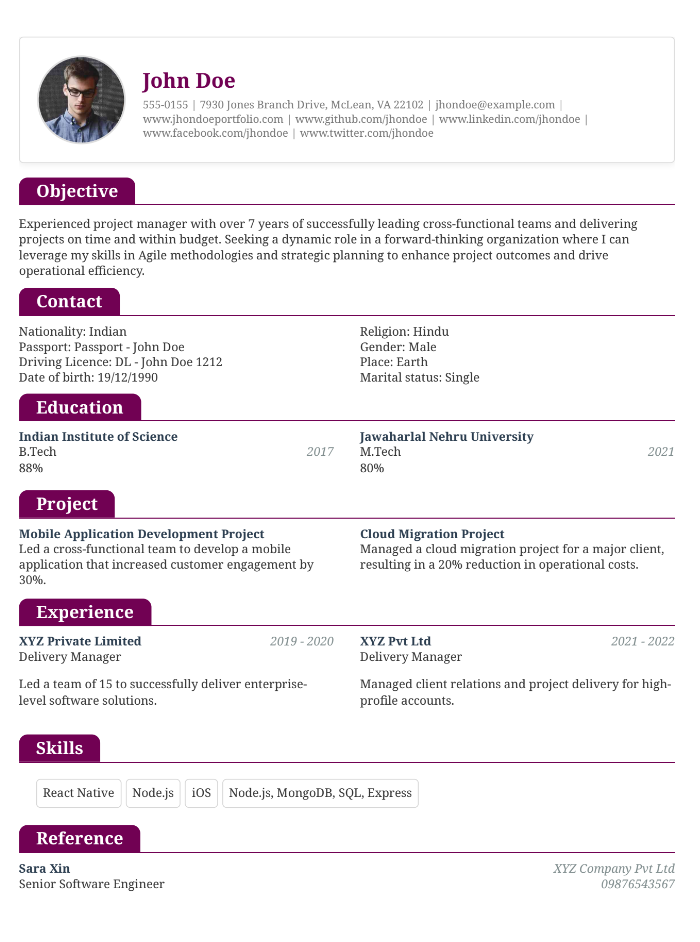 John Doe
555-0155 | 7930 Jones Branch Drive, McLean, VA 22102 | jhondoe@example.com |
www.jhondoeportfolio.com | www.github.com/jhondoe | www.linkedin.com/jhondoe |
www.facebook.com/jhondoe | www.twitter.com/jhondoe
Objective
Experienced project manager with over 7 years of successfully leading cross-functional teams and delivering
projects on time and within budget. Seeking a dynamic role in a forward-thinking organization where I can
leverage my skills in Agile methodologies and strategic planning to enhance project outcomes and drive
operational efficiency.
Contact
Nationality: Indian
Passport: Passport - John Doe
Driving Licence: DL - John Doe 1212
Date of birth: 19/12/1990
Religion: Hindu
Gender: Male
Place: Earth
Marital status: Single
Education
Indian Institute of Science
B.Tech 2017
88%
Jawaharlal Nehru University
M.Tech 2021
80%
Project
Mobile Application Development Project
Led a cross-functional team to develop a mobile
application that increased customer engagement by
30%.
Cloud Migration Project
Managed a cloud migration project for a major client,
resulting in a 20% reduction in operational costs.
Experience
XYZ Private Limited 2019 - 2020
Delivery Manager
Led a team of 15 to successfully deliver enterprise-
level software solutions.
XYZ Pvt Ltd 2021 - 2022
Delivery Manager
Managed client relations and project delivery for high-
profile accounts.
Skills
React Native Node.js iOS Node.js, MongoDB, SQL, Express
Reference
Sara Xin XYZ Company Pvt Ltd
Senior Software Engineer 09876543567